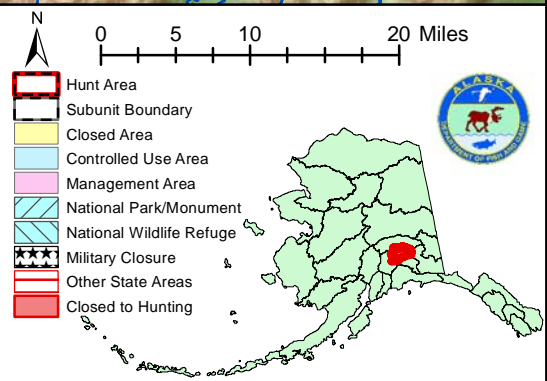 N
0 5 10 20 Miles
Hunt Area
Subunit Boundary
Closed Area
Controlled Use Area
Management Area
National Park/Monument
National Wildlife Refuge
Military Closure
Other State Areas
Closed to Hunting
ALASKA
DEPARTMENT OF FISH AND GAME